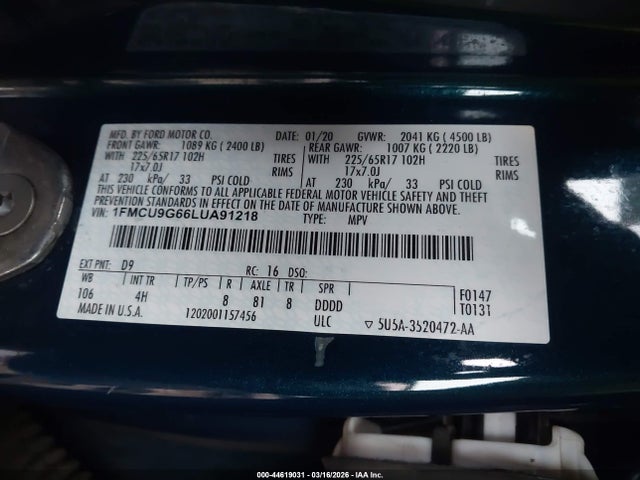 MFD. BY FORD MOTOR CO. DATE: 01/20 GVWR: 2041 KG ( 4500 LB)
FRONT GAWR: 1089 KG ( 2400 LB) REAR GAWR: 1007 KG ( 2220 LB)
WITH 225/65R17 102H TIRES WITH 225/65R17 102H TIRES
17x7.0J RIMS 17x7.0J RIMS
AT 230 kPa/ 33 PSI COLD AT 230 kPa/ 33 PSI COLD
THIS VEHICLE CONFORMS TO ALL APPLICABLE FEDERAL MOTOR VEHICLE SAFETY AND THEFT
PREVENTION STANDARDS IN EFFECT ON THE DATE OF MANUFACTURE SHOWN ABOVE.
VIN: 1FMCU9G66LUA91218 TYPE: MPV
EXT PNT: D9 RC: 16 DSO:
WB INT TR TP/PS R AXLE TR SPR F0147
106 4H 8 81 8 DDDD T0131
MADE IN U.S.A. 1202001157456 ULC ▽ 5U5A-3520472-AA
000-44619031 - 03/16/2026 - IAA Inc.